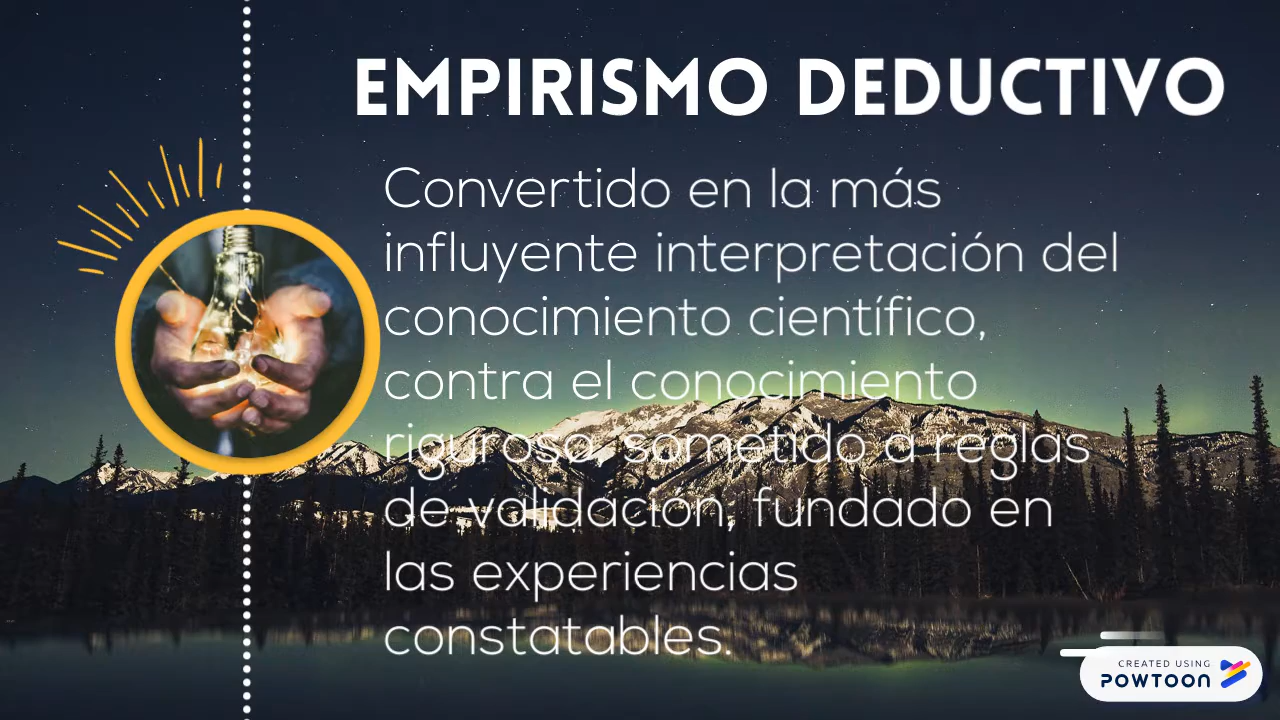 EMPIRISMO DEDUCTIVO
Convertido en la más
influyente interpretación del
conocimiento científico,
contra el conocimiento
riguroso, sometido a reglas
de validación, fundado en
las experiencias
constatables.
CREATED USING
POWTOON